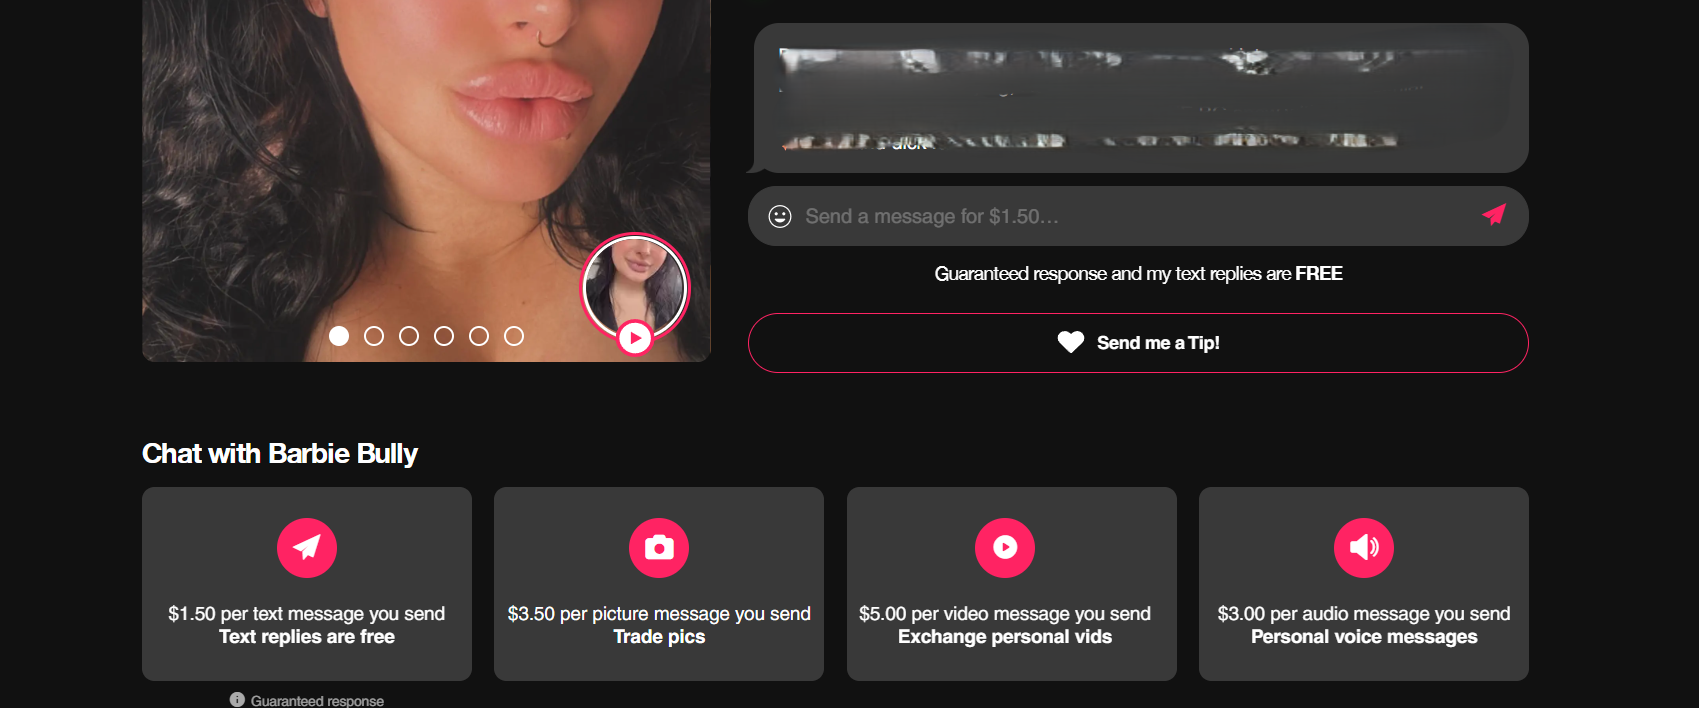 Send a message for $1.50...
Guaranteed response and my text replies are FREE
Send me a Tip!
Chat with Barbie Bully
$1.50 per text message you send
Text replies are free
$3.50 per picture message you send
Trade pics
$5.00 per video message you send
Exchange personal vids
$3.00 per audio message you send
Personal voice messages
Guaranteed response